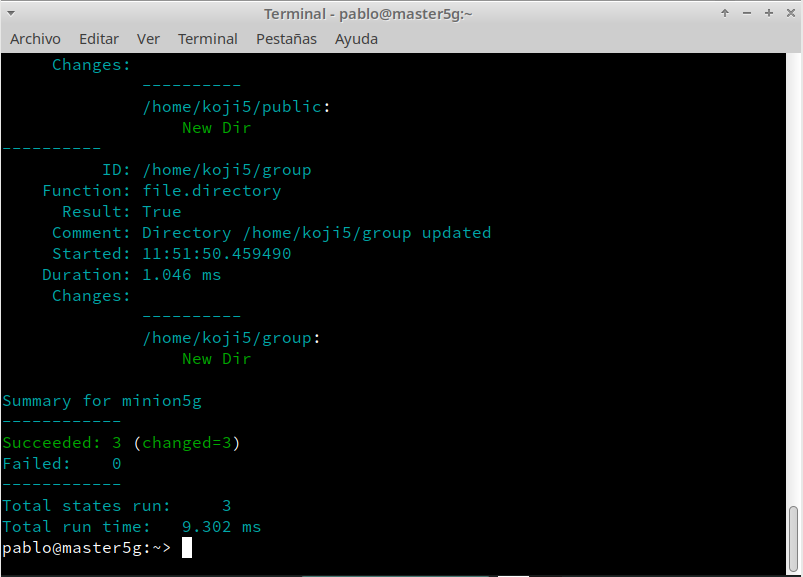 Terminal - pablo@master5g:~
Archivo Editar Ver Terminal Pestañas Ayuda
Changes:
----------
/home/koji5/public:
New Dir
----------
ID: /home/koji5/group
Function: file.directory
Result: True
Comment: Directory /home/koji5/group updated
Started: 11:51:50.459490
Duration: 1.046 ms
Changes:
----------
/home/koji5/group:
New Dir
Summary for minion5g
------------
Succeeded: 3 (changed=3)
Failed: 0
------------
Total states run: 3
Total run time: 9.302 ms
pablo@master5g:~>